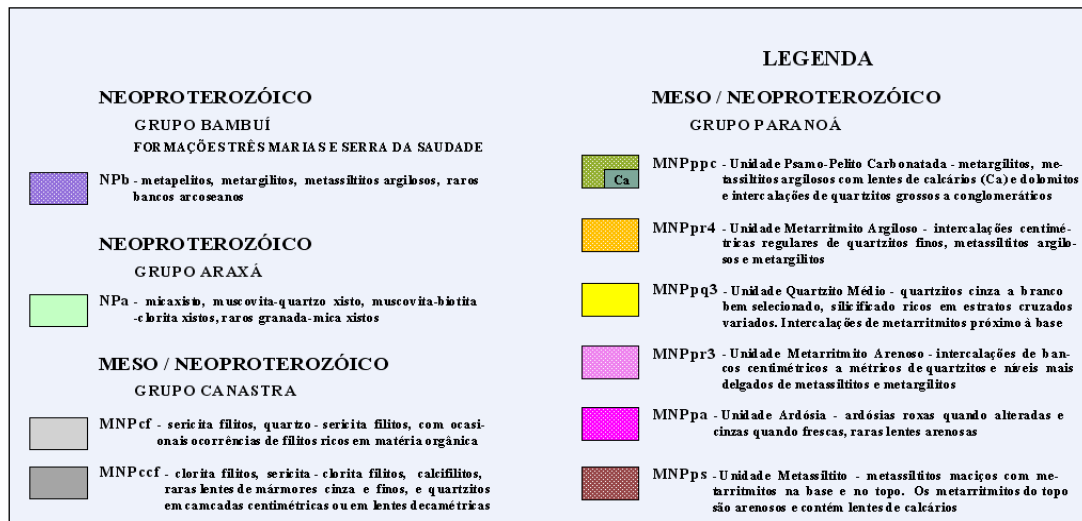 LEGENDA
NEOPROTEROZÓICO
GRUPO BAMBUÍ
FORMAÇÕES TRÊS MARIAS E SERRA DA SAUDADE
NPb - metapelitos, metargilitos, metassiltitos argilosos, raros
bancos arcoseanos
NEOPROTEROZÓICO
GRUPO ARAXÁ
NPa - micaxisto, muscovita-quartzo xisto, muscovita-biotita
-clorita xistos, raros granada-mica xistos
MESO / NEOPROTEROZÓICO
GRUPO CANASTRA
MNPcf - sericita filitos, quartzo - sericita filitos, com ocasi-
onais ocorrências de filitos ricos em matéria orgânica
MNPccf - clorita filitos, sericita - clorita filitos, calcifilitos,
raras lentes de mármores cinza e finos, e quartzitos
em camcadas centimétricas ou em lentes decamétricas
MESO / NEOPROTEROZÓICO
GRUPO PARANOÁ
MNPppc - Unidade Psamo-Pelito Carbonatada - metargilitos, me-
tassiltitos argilosos com lentes de calcários (Ca) e dolomitos
e intercalações de quartzitos grossos a conglomeráticos
Ca
MNPpr4 - Unidade Metarritmito Argiloso - intercalações centimé-
tricas regulares de quartzitos finos, metassiltitos argilo-
sos e metargilitos
MNPpq3 - Unidade Quartzito Médio - quartzitos cinza a branco
bem selecionado, silicificado ricos em estratos cruzados
variados. Intercalações de metarritmitos próximo à base
MNPpr3 - Unidade Metarritmito Arenoso - intercalações de ban-
cos centimétricos a métricos de quartzitos e níveis mais
delgados de metassiltitos e metargilitos
MNPpa - Unidade Ardósia - ardósias roxas quando alteradas e
cinzas quando frescas, raras lentes arenosas
MNPps - Unidade Metassiltito - metassiltitos maciços com me-
tarritmitos na base e no topo. Os metarritmitos do topo
são arenosos e contém lentes de calcários